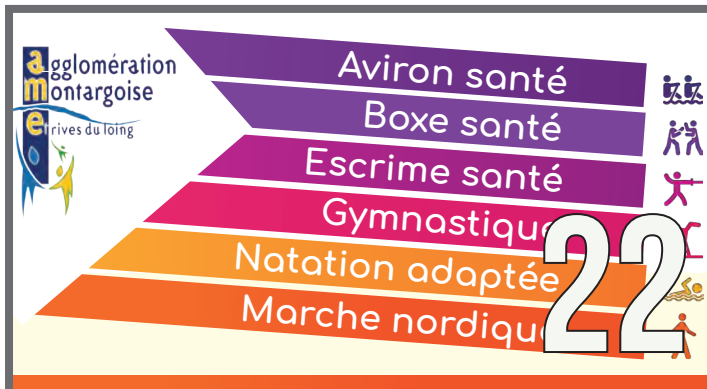 agglomération
montargoise
et rives du loing
Aviron santé
Boxe santé
Escrime santé
Gymnastique
Natation adaptée
Marche nordique
22